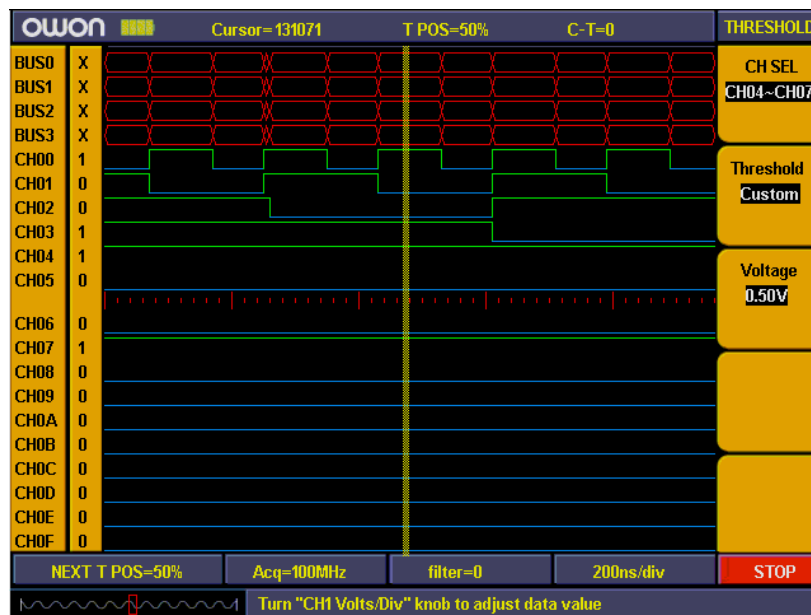 OWON Cursor=131071 T POS=50% C-T=0 THRESHOLD
BUS0 X
BUS1 X
BUS2 X
BUS3 X
CH00 1
CH01 0
CH02 0
CH03 1
CH04 1
CH05 0
CH06 0
CH07 1
CH08 0
CH09 0
CH0A 0
CH0B 0
CH0C 0
CH0D 0
CH0E 0
CH0F 0
CH SEL
CH04~CH07
Threshold
Custom
Voltage
0.50V
NEXT T POS=50% Acq=100MHz filter=0 200ns/div STOP
Turn "CH1 Volts/Div" knob to adjust data value